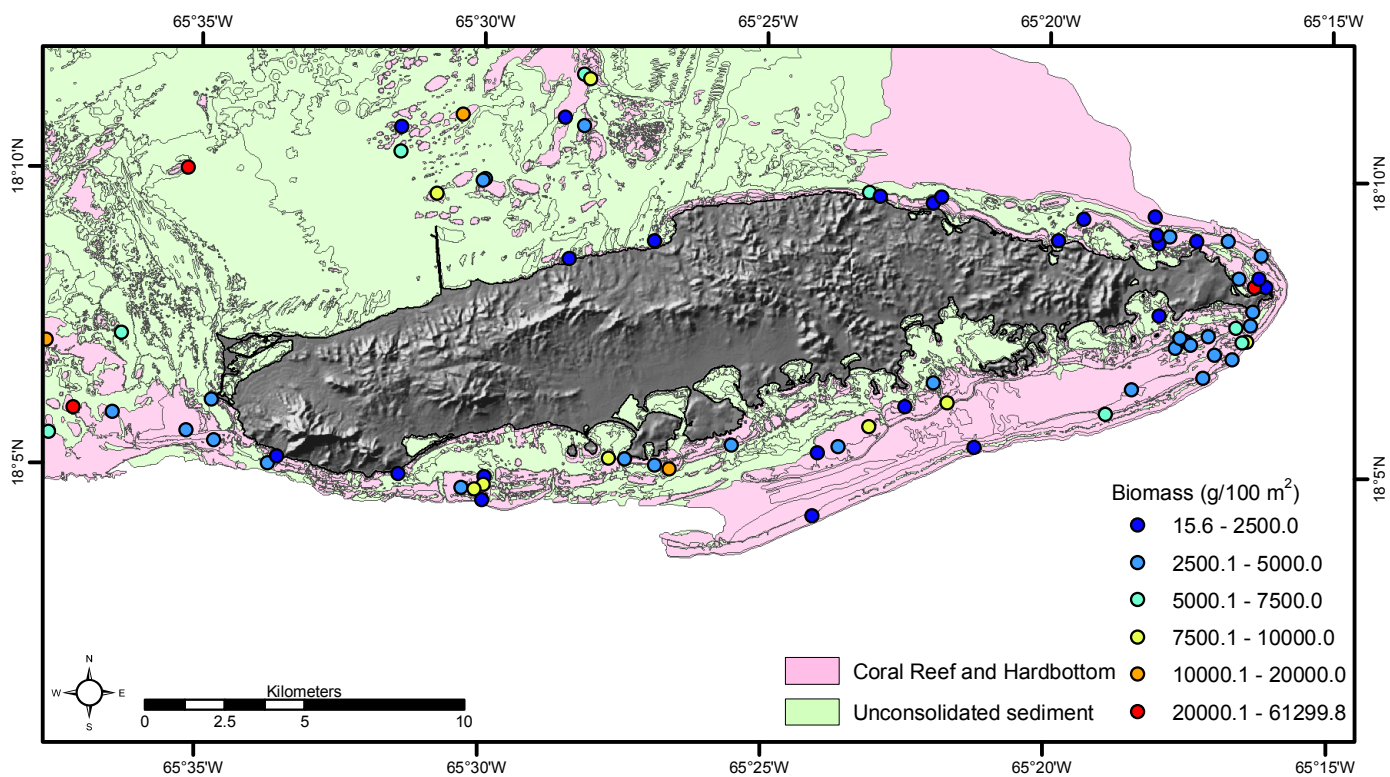 65°35'W 65°30'W 65°25'W 65°20'W 65°15'W
18°10'N 18°10'N
18°5'N 18°5'N
Biomass (g/100 m²)
15.6 - 2500.0
2500.1 - 5000.0
5000.1 - 7500.0
7500.1 - 10000.0
10000.1 - 20000.0
20000.1 - 61299.8
Coral Reef and Hardbottom
Unconsolidated sediment
N
W E
S
Kilometers
0 2.5 5 10
65°35'W 65°30'W 65°25'W 65°20'W 65°15'W